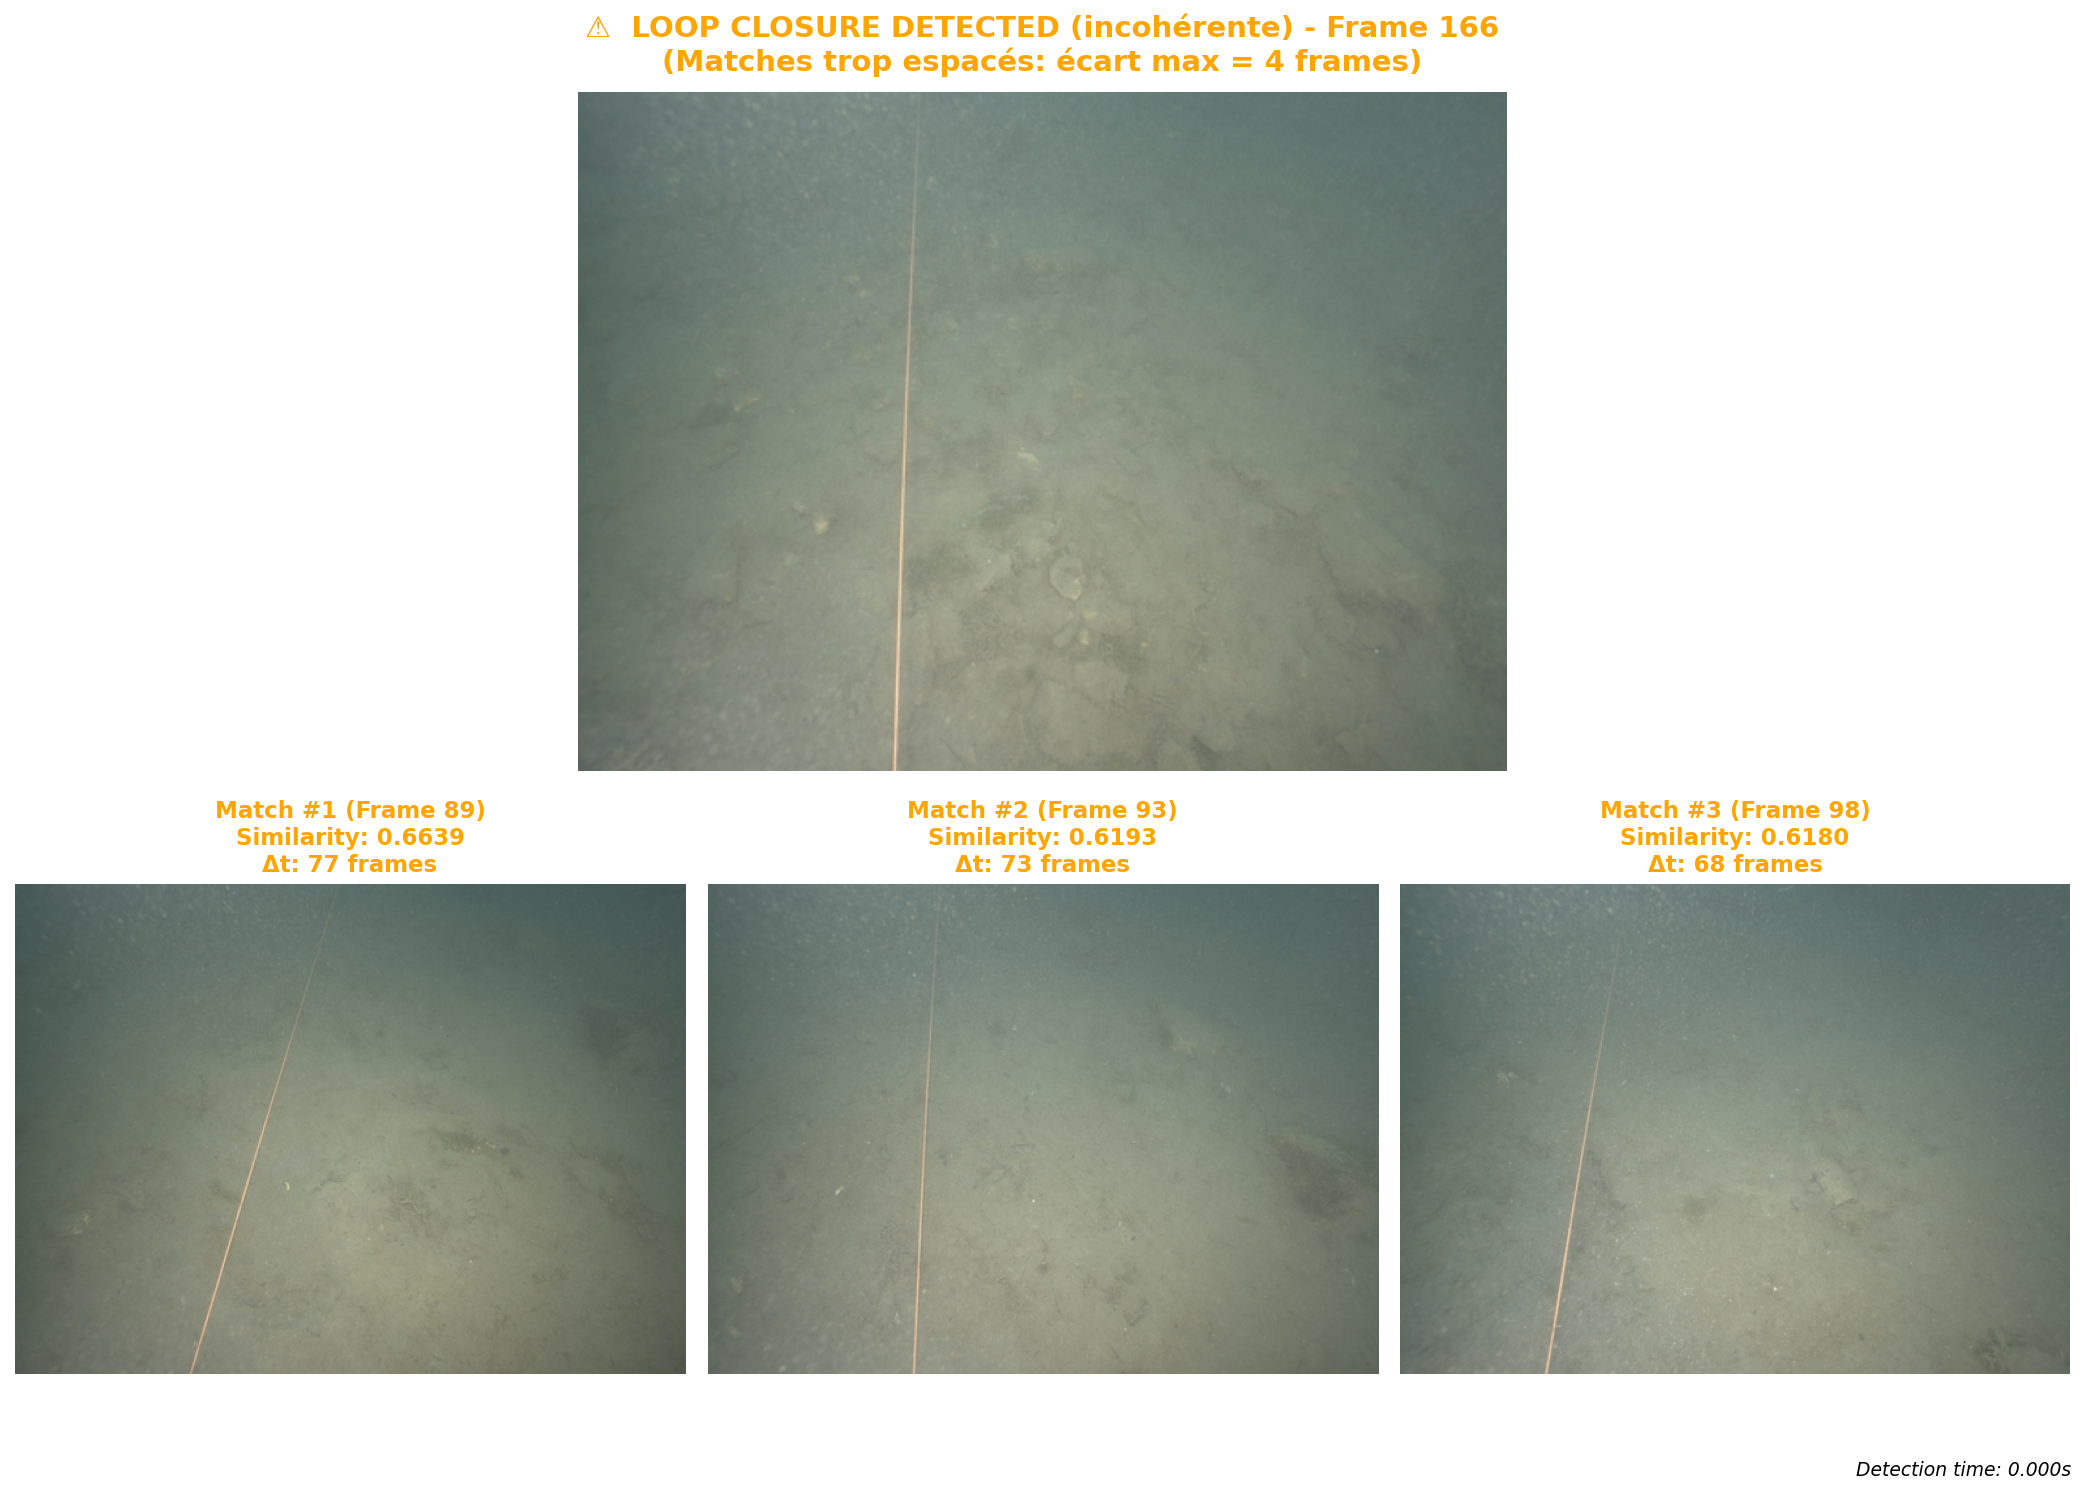 ⚠ LOOP CLOSURE DETECTED (incohérente) - Frame 166
(Matches trop espacés: écart max = 4 frames)
Match #1 (Frame 89)
Similarity: 0.6639
Δt: 77 frames
Match #2 (Frame 93)
Similarity: 0.6193
Δt: 73 frames
Match #3 (Frame 98)
Similarity: 0.6180
Δt: 68 frames
Detection time: 0.000s